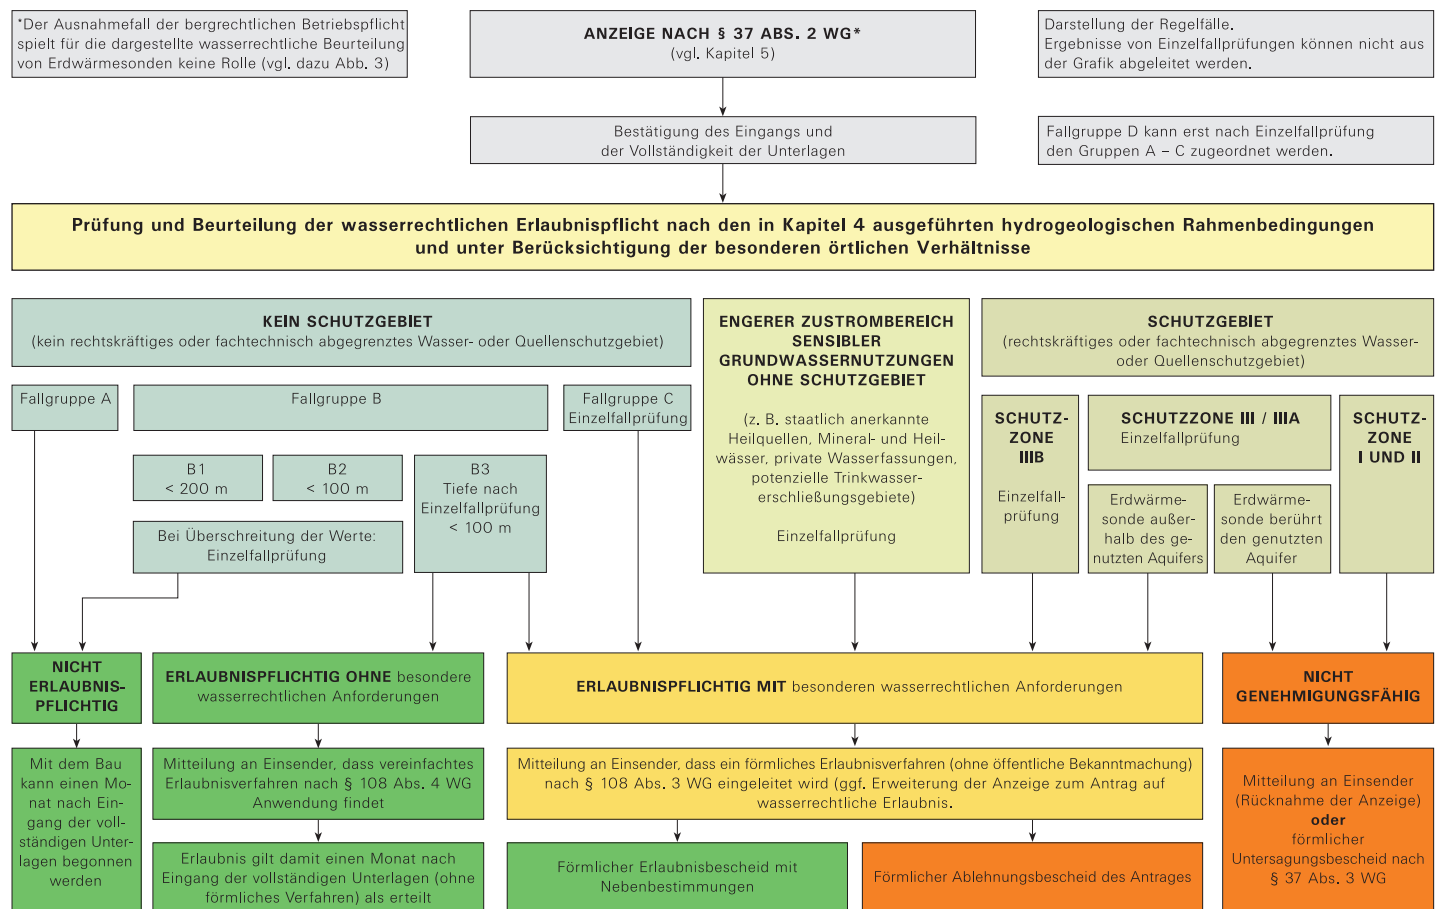 *Der Ausnahmefall der bergrechtlichen Betriebspflicht
spielt für die dargestellte wasserrechtliche Beurteilung
von Erdwärmesonden keine Rolle (vgl. dazu Abb. 3)
ANZEIGE NACH § 37 ABS. 2 WG*
(vgl. Kapitel 5)
Darstellung der Regelfälle.
Ergebnisse von Einzelfallprüfungen können nicht aus
der Grafik abgeleitet werden.
Bestätigung des Eingangs und
der Vollständigkeit der Unterlagen
Fallgruppe D kann erst nach Einzelfallprüfung
den Gruppen A – C zugeordnet werden.
Prüfung und Beurteilung der wasserrechtlichen Erlaubnispflicht nach den in Kapitel 4 ausgeführten hydrogeologischen Rahmenbedingungen
und unter Berücksichtigung der besonderen örtlichen Verhältnisse
KEIN SCHUTZGEBIET
(kein rechtskräftiges oder fachtechnisch abgegrenztes Wasser- oder Quellenschutzgebiet)
Fallgruppe A
Fallgruppe B
Fallgruppe C
Einzelfallprüfung
B1
< 200 m
B2
< 100 m
B3
Tiefe nach
Einzelfallprüfung
< 100 m
Bei Überschreitung der Werte:
Einzelfallprüfung
ENGERER ZUSTROMBEREICH
SENSIBLER
GRUNDWASSERNUTZUNGEN
OHNE SCHUTZGEBIET
(z. B. staatlich anerkannte
Heilquellen, Mineral- und Heil-
wässer, private Wasserfassungen,
potenzielle Trinkwasser-
erschließungsgebiete)
Einzelfallprüfung
SCHUTZGEBIET
(rechtskräftiges oder fachtechnisch abgegrenztes Wasser-
oder Quellenschutzgebiet)
SCHUTZ-
ZONE
IIIB
Einzelfall-
prüfung
SCHUTZZONE III / IIIA
Einzelfallprüfung
Erdwärme-
sonde außer-
halb des ge-
nutzten Aquifers
Erdwärme-
sonde berührt
den genutzten
Aquifer
SCHUTZ-
ZONE
I UND II
NICHT
ERLAUBNIS-
PFLICHTIG
ERLAUBNISPFLICHTIG OHNE besondere
wasserrechtlichen Anforderungen
ERLAUBNISPFLICHTIG MIT besonderen wasserrechtlichen Anforderungen
NICHT
GENEHMIGUNGSFÄHIG
Mit dem Bau
kann einen Mo-
nat nach Ein-
gang der voll-
ständigen Unter-
lagen begonnen
werden
Mitteilung an Einsender, dass vereinfachtes
Erlaubnisverfahren nach § 108 Abs. 4 WG
Anwendung findet
Erlaubnis gilt damit einen Monat nach
Eingang der vollständigen Unterlagen (ohne
förmliches Verfahren) als erteilt
Mitteilung an Einsender, dass ein förmliches Erlaubnisverfahren (ohne öffentliche Bekanntmachung)
nach § 108 Abs. 3 WG eingeleitet wird (ggf. Erweiterung der Anzeige zum Antrag auf
wasserrechtliche Erlaubnis.
Förmlicher Erlaubnisbescheid mit
Nebenbestimmungen
Förmlicher Ablehnungsbescheid des Antrages
Mitteilung an Einsender
(Rücknahme der Anzeige)
oder
förmlicher
Untersagungsbescheid nach
§ 37 Abs. 3 WG